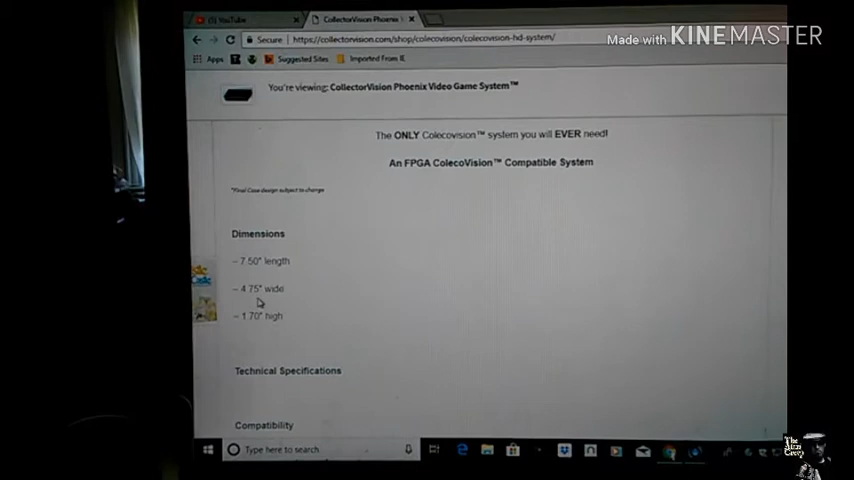 (5) YouTube
CollectorVision Phoenix
Secure
https://collectorvision.com/shop/colecovision/colecovision-hd-system/
Made with KINEMASTER
Apps
Suggested Sites
Imported From IE
You're viewing: CollectorVision Phoenix Video Game System™
The ONLY Colecovision™ system you will EVER need!
An FPGA ColecoVision™ Compatible System
*Final Case design subject to change
Dimensions
– 7.50" length
– 4.75" wide
– 1.70" high
Technical Specifications
Compatibility
Type here to search
The